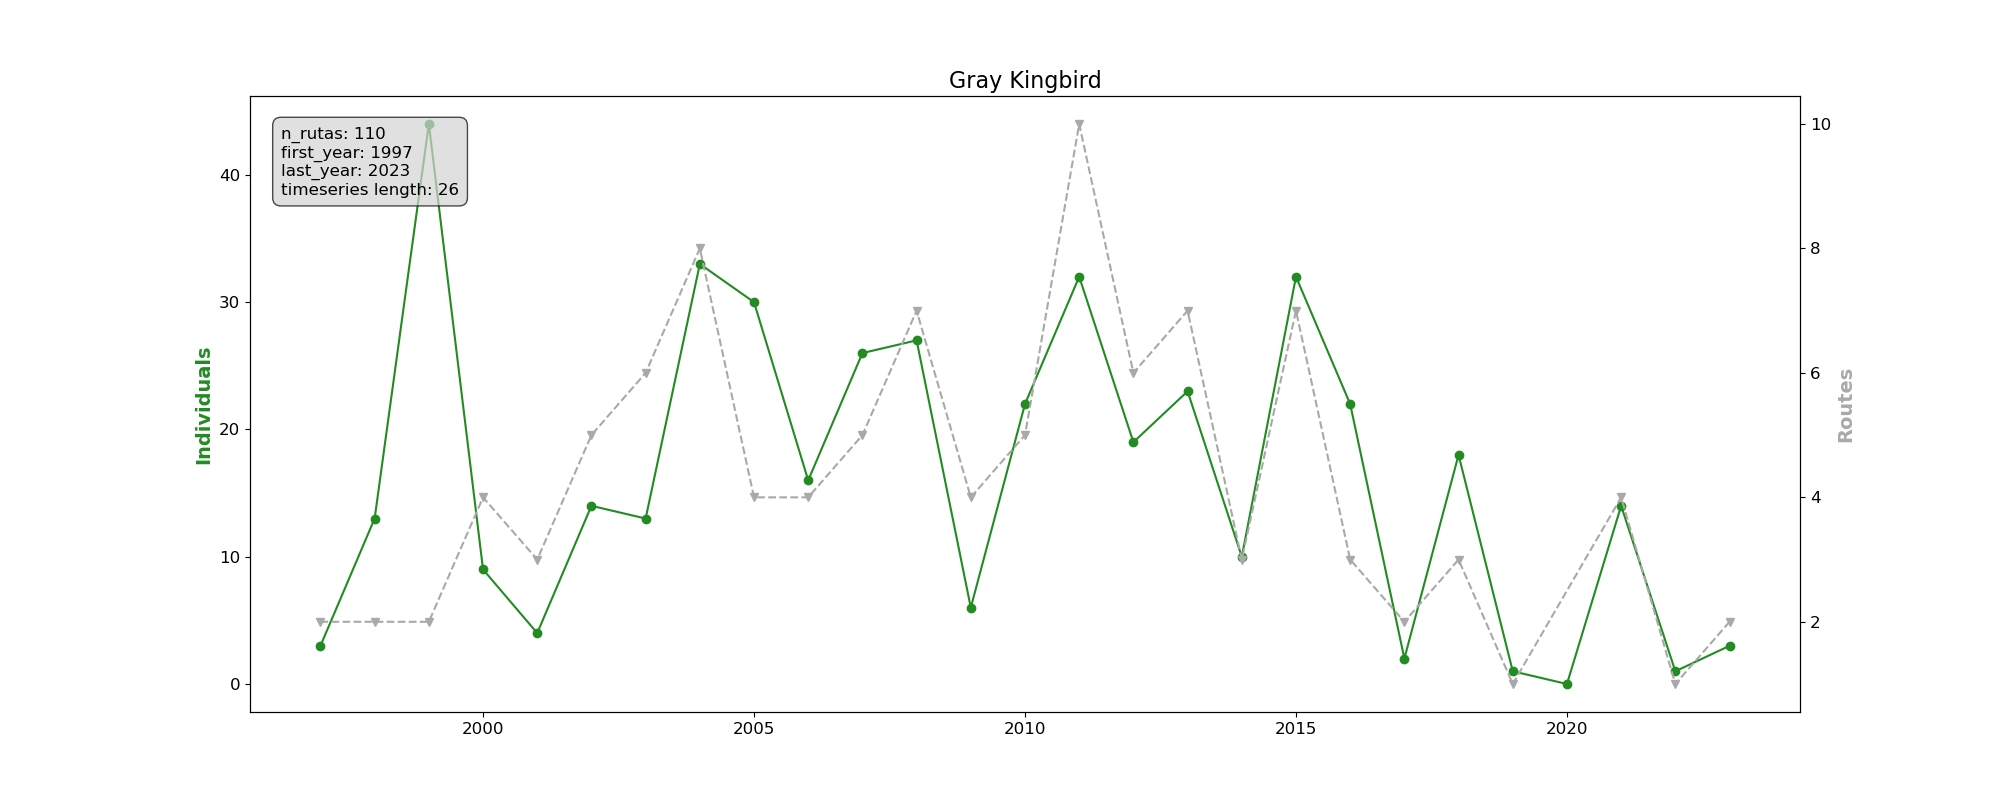 Gray Kingbird
n_rutas: 110
first_year: 1997
last_year: 2023
timeseries length: 26
40
30
20
10
0
Individuals
10
8
6
4
2
Routes
2000
2005
2010
2015
2020